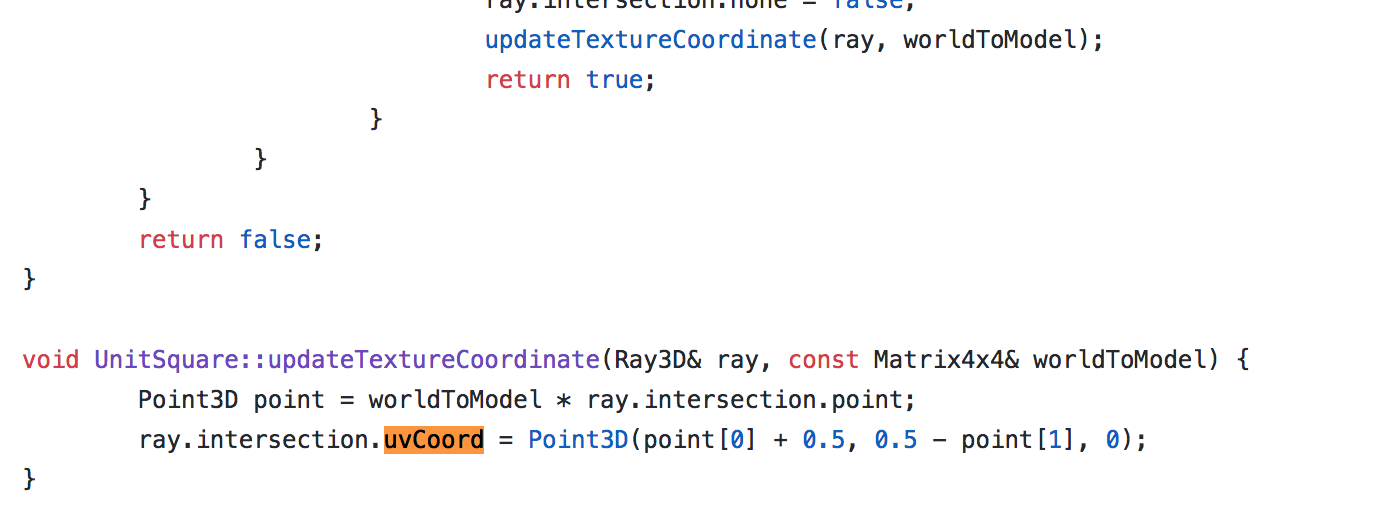 ray.intersection.none = false;
updateTextureCoordinate(ray, worldToModel);
return true;
}
}
}
return false;
}
void UnitSquare::updateTextureCoordinate(Ray3D& ray, const Matrix4x4& worldToModel) {
Point3D point = worldToModel * ray.intersection.point;
ray.intersection.uvCoord = Point3D(point[0] + 0.5, 0.5 - point[1], 0);
}